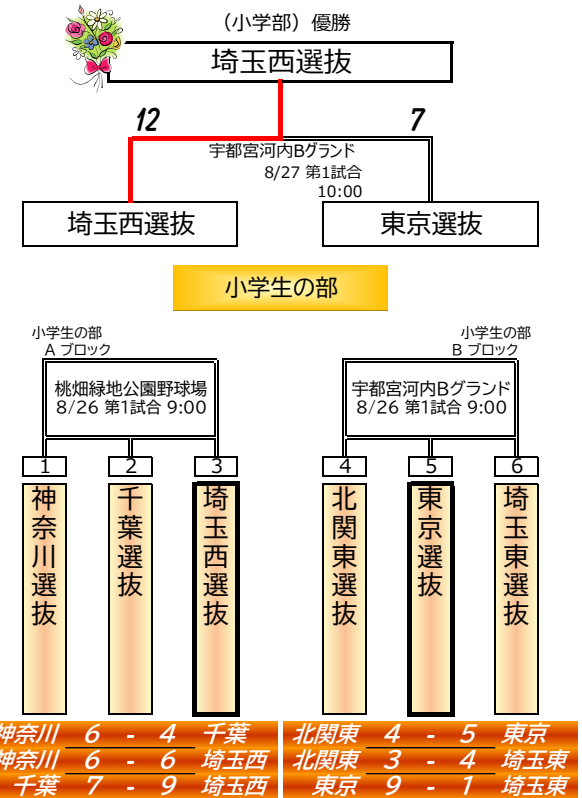 (小学部)優勝
埼玉西選抜
12 7
宇都宮河内Bグランド
8/27 第1試合
10:00
埼玉西選抜 東京選抜
小学生の部
小学生の部
A ブロック
小学生の部
B ブロック
桃畑緑地公園野球場
8/26 第1試合 9:00
宇都宮河内Bグランド
8/26 第1試合 9:00
1 2 3 4 5 6
神奈川選抜
千葉選抜
埼玉西選抜
北関東選抜
東京選抜
埼玉東選抜
神奈川 6 - 4 千葉
神奈川 6 - 6 埼玉西
千葉 7 - 9 埼玉西
北関東 4 - 5 東京
北関東 3 - 4 埼玉東
東京 9 - 1 埼玉東